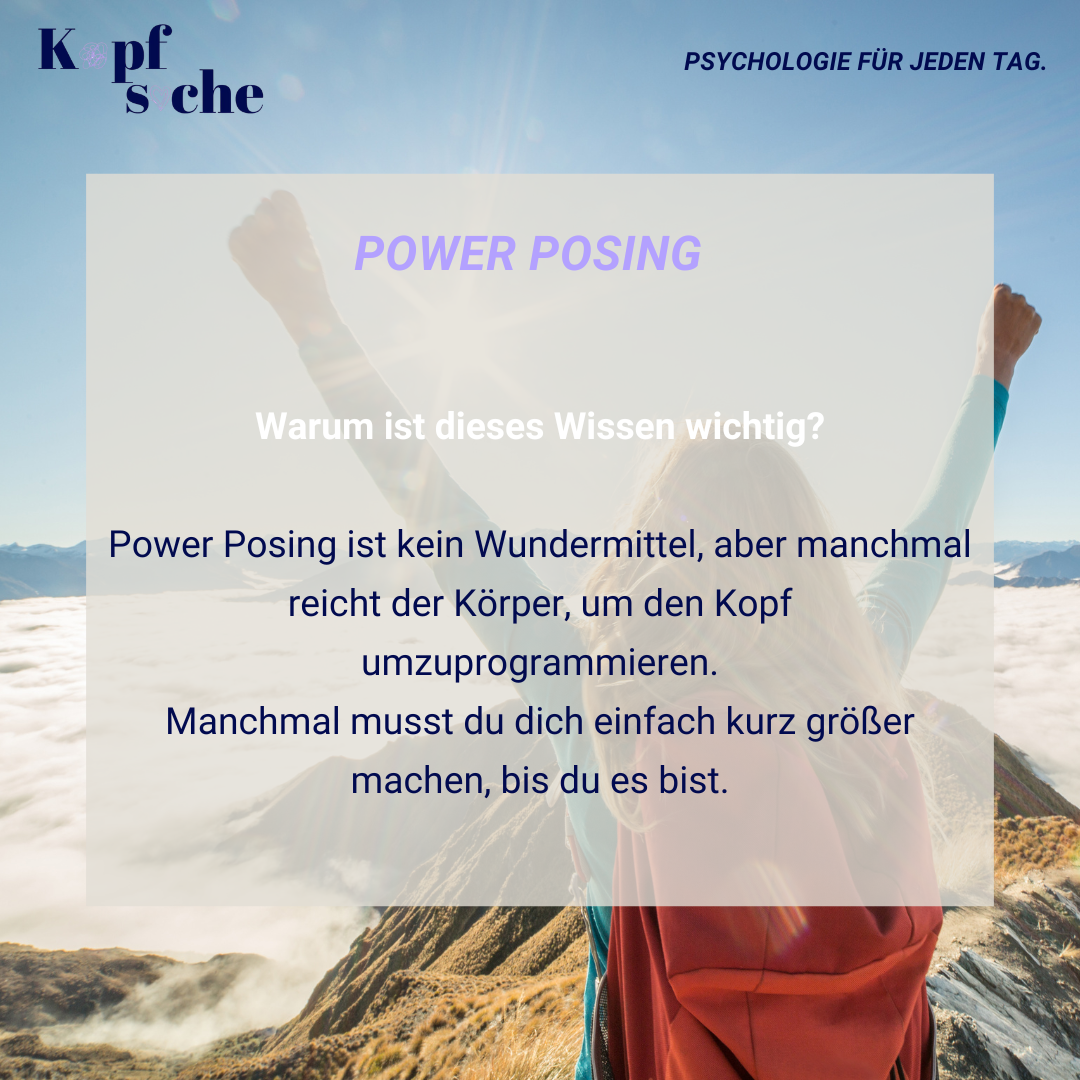 Kopf
sache
PSYCHOLOGIE FÜR JEDEN TAG.
POWER POSING
Warum ist dieses Wissen wichtig?
Power Posing ist kein Wundermittel, aber manchmal
reicht der Körper, um den Kopf
umzuprogrammieren.
Manchmal musst du dich einfach kurz größer
machen, bis du es bist.